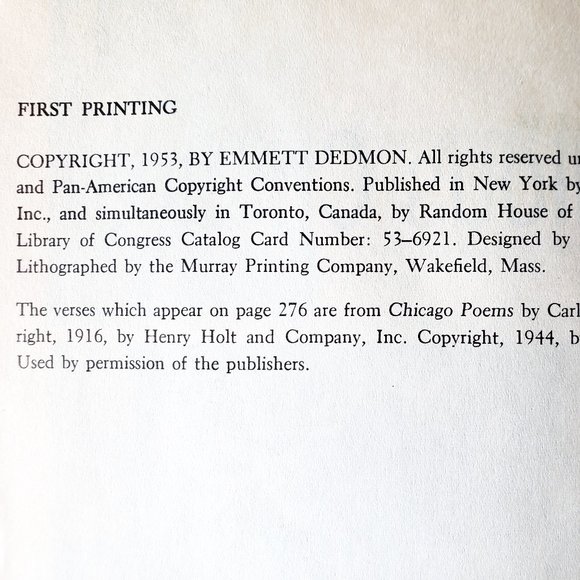 FIRST PRINTING
COPYRIGHT, 1953, BY EMMETT DEDMON. All rights reserved
and Pan-American Copyright Conventions. Published in New York by
Inc., and simultaneously in Toronto, Canada, by Random House of
Library of Congress Catalog Card Number: 53–6921. Designed by
Lithographed by the Murray Printing Company, Wakefield, Mass.
The verses which appear on page 276 are from Chicago Poems by Carl
right, 1916, by Henry Holt and Company, Inc. Copyright, 1944,
Used by permission of the publishers.